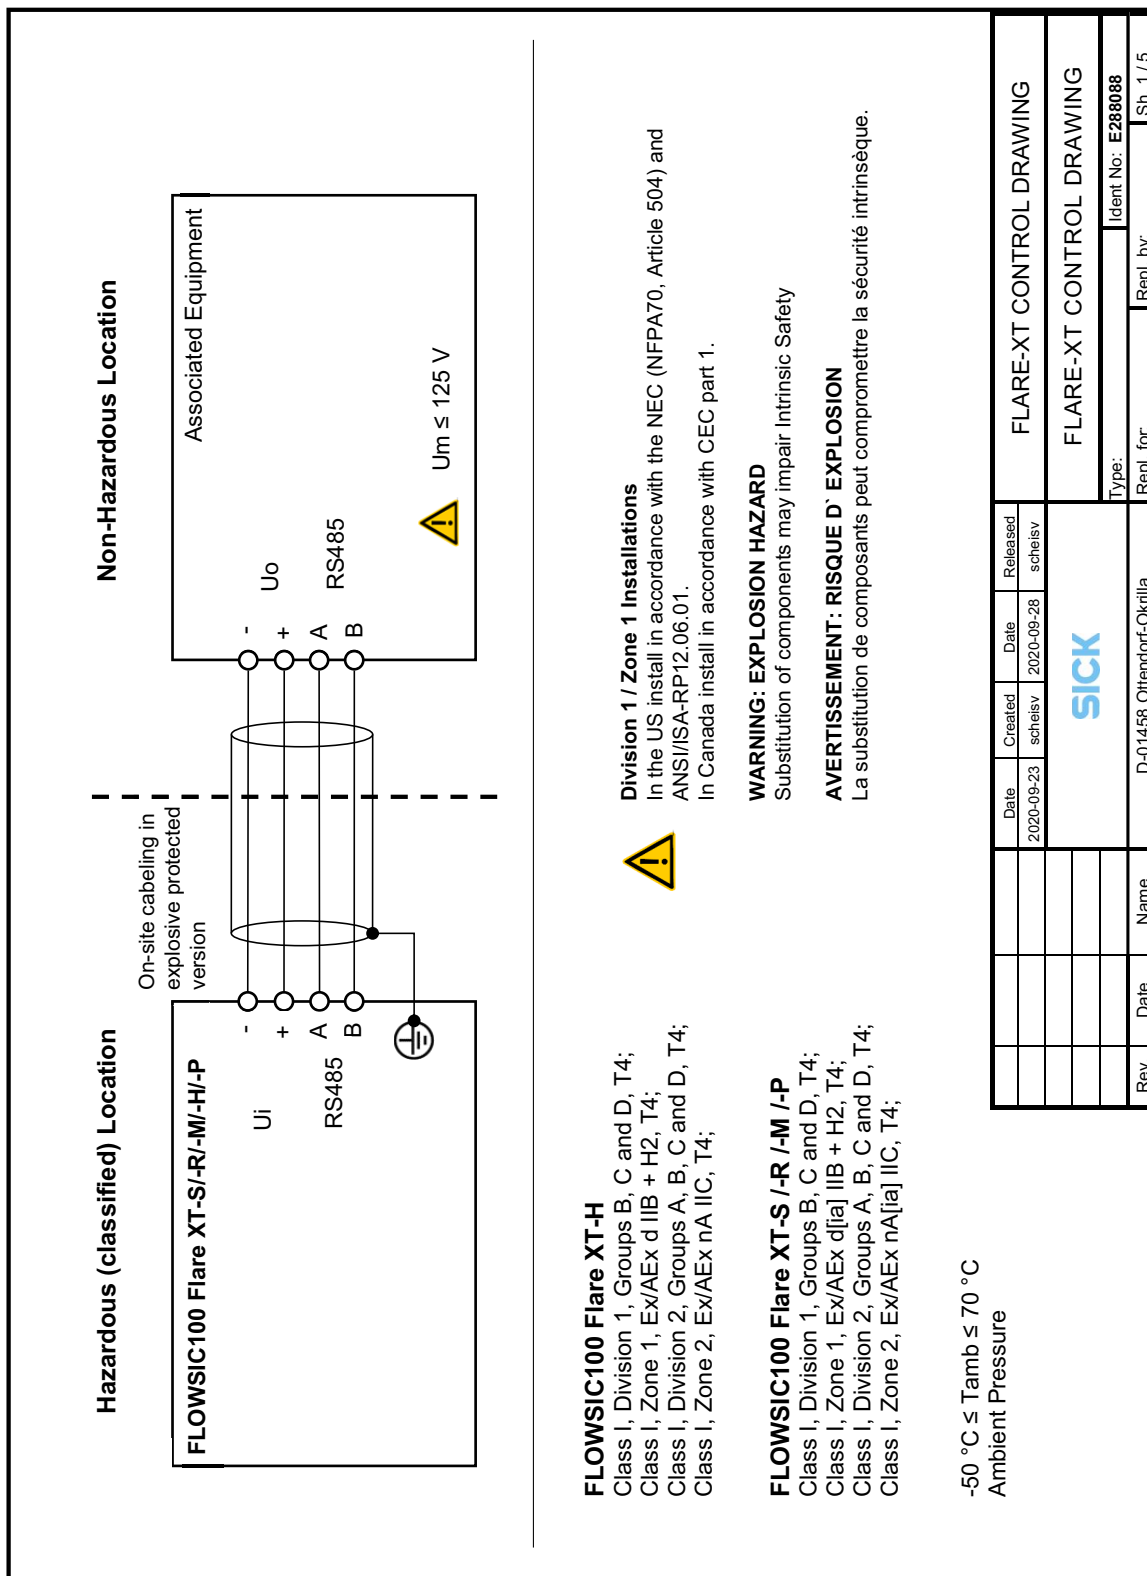 Hazardous (classified) Location
Non-Hazardous Location
On-site cabeling in
explosive protected
version
FLOWSIC100 Flare XT-S/-R/-M/-H/-P
Ui
RS485
-
+
A
B
Associated Equipment
-
+
A
B
Uo
RS485
Um ≤ 125 V
FLOWSIC100 Flare XT-H
Class I, Division 1, Groups B, C and D, T4;
Class I, Zone 1, Ex/AEx d IIB + H2, T4;
Class I, Division 2, Groups A, B, C and D, T4;
Class I, Zone 2, Ex/AEx nA IIC, T4;
FLOWSIC100 Flare XT-S /-R /-M /-P
Class I, Division 1, Groups B, C and D, T4;
Class I, Zone 1, Ex/AEx d[ia] IIB + H2, T4;
Class I, Division 2, Groups A, B, C and D, T4;
Class I, Zone 2, Ex/AEx nA[ia] IIC, T4;
-50 °C ≤ Tamb ≤ 70 °C
Ambient Pressure
Division 1 / Zone 1 Installations
In the US install in accordance with the NEC (NFPA70, Article 504) and
ANSI/ISA-RP12.06.01.
In Canada install in accordance with CEC part 1.
WARNING: EXPLOSION HAZARD
Substitution of components may impair Intrinsic Safety
AVERTISSEMENT: RISQUE D` EXPLOSION
La substitution de composants peut compromettre la sécurité intrinsèque.
Date Created Date Released
2020-09-23 scheisv 2020-09-28 scheisv
FLARE-XT CONTROL DRAWING
SICK
FLARE-XT CONTROL DRAWING
Type:
Ident No: E288088
Rev Date Name
D-01458 Ottendorf-Okrilla
Repl. for:
Repl. by:
Sh. 1 / 5